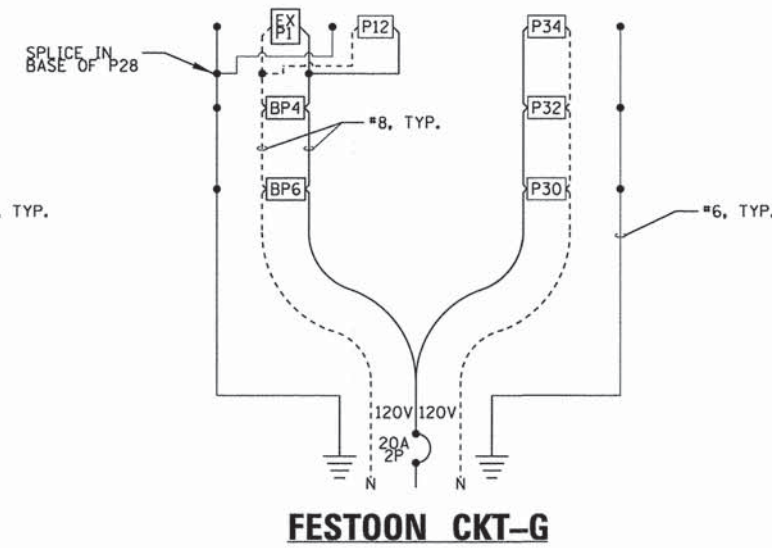 EX
P1
P12
P34
SPLICE IN
BASE OF P28
BP4
#8, TYP.
P32
BP6
P30
TYP.
#6, TYP.
120V 120V
20A
2P
N
N
FESTOON CKT-G